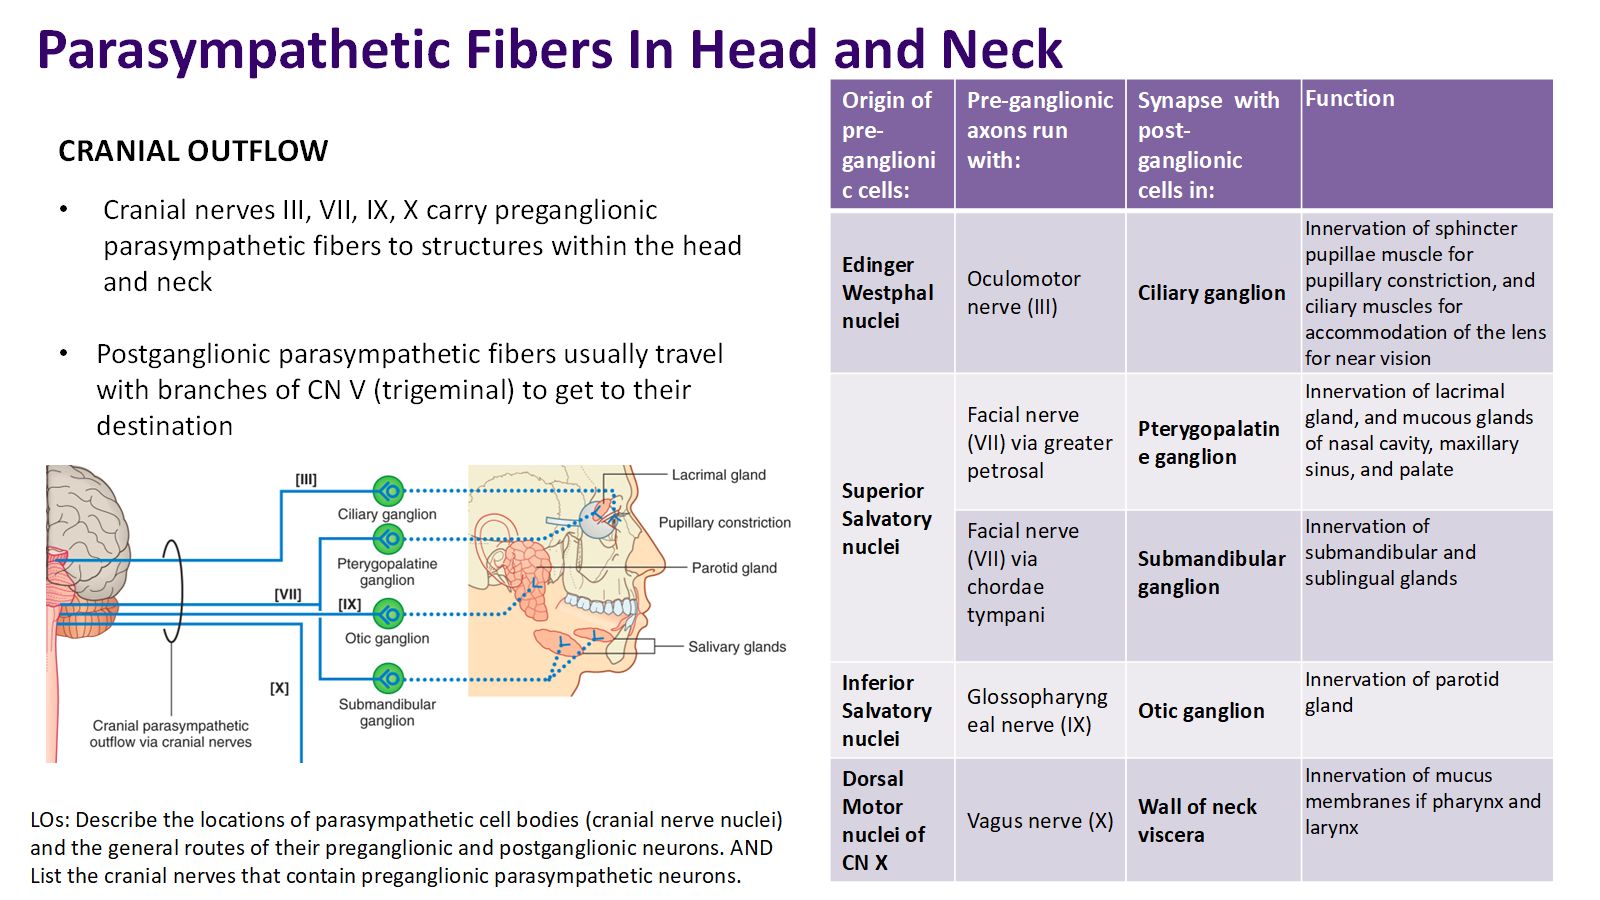 Parasympathetic Fibers In Head and Neck
CRANIAL OUTFLOW
• Cranial nerves III, VII, IX, X carry preganglionic
parasympathetic fibers to structures within the head
and neck
• Postganglionic parasympathetic fibers usually travel
with branches of CN V (trigeminal) to get to their
destination
[III]
Ciliary ganglion
Pterygopalatine
ganglion
[VII]
[IX]
Otic ganglion
[X]
Submandibular
ganglion
Cranial parasympathetic
outflow via cranial nerves
Lacrimal gland
Pupillary constriction
Parotid gland
Salivary glands
LOs: Describe the locations of parasympathetic cell bodies (cranial nerve nuclei)
and the general routes of their preganglionic and postganglionic neurons. AND
List the cranial nerves that contain preganglionic parasympathetic neurons.
Origin of
pre-
ganglioni
c cells:
Pre-ganglionic
axons run
with:
Synapse with
post-
ganglionic
cells in:
Function
Edinger
Westphal
nuclei
Oculomotor
nerve (III)
Ciliary ganglion
Innervation of sphincter
pupillae muscle for
pupillary constriction, and
ciliary muscles for
accommodation of the lens
for near vision
Superior
Salvatory
nuclei
Facial nerve
(VII) via greater
petrosal
Pterygopalatin
e ganglion
Innervation of lacrimal
gland, and mucous glands
of nasal cavity, maxillary
sinus, and palate
Facial nerve
(VII) via
chordae
tympani
Submandibular
ganglion
Innervation of
submandibular and
sublingual glands
Inferior
Salvatory
nuclei
Glossopharyng
eal nerve (IX)
Otic ganglion
Innervation of parotid
gland
Dorsal
Motor
nuclei of
CN X
Vagus nerve (X)
Wall of neck
viscera
Innervation of mucus
membranes if pharynx and
larynx